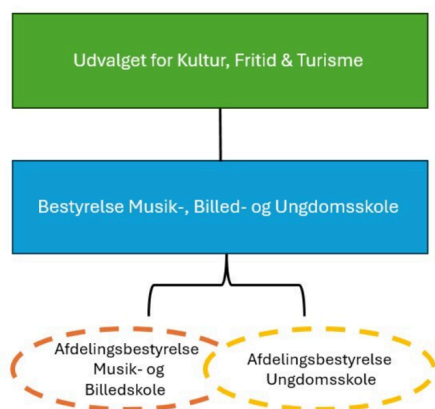 Udvalget for Kultur, Fritid & Turisme
Bestyrelse Musik-, Billed- og Ungdomsskole
Afdelingsbestyrelse
Musik- og
Billedskole
Afdelingsbestyrelse
Ungdomsskole